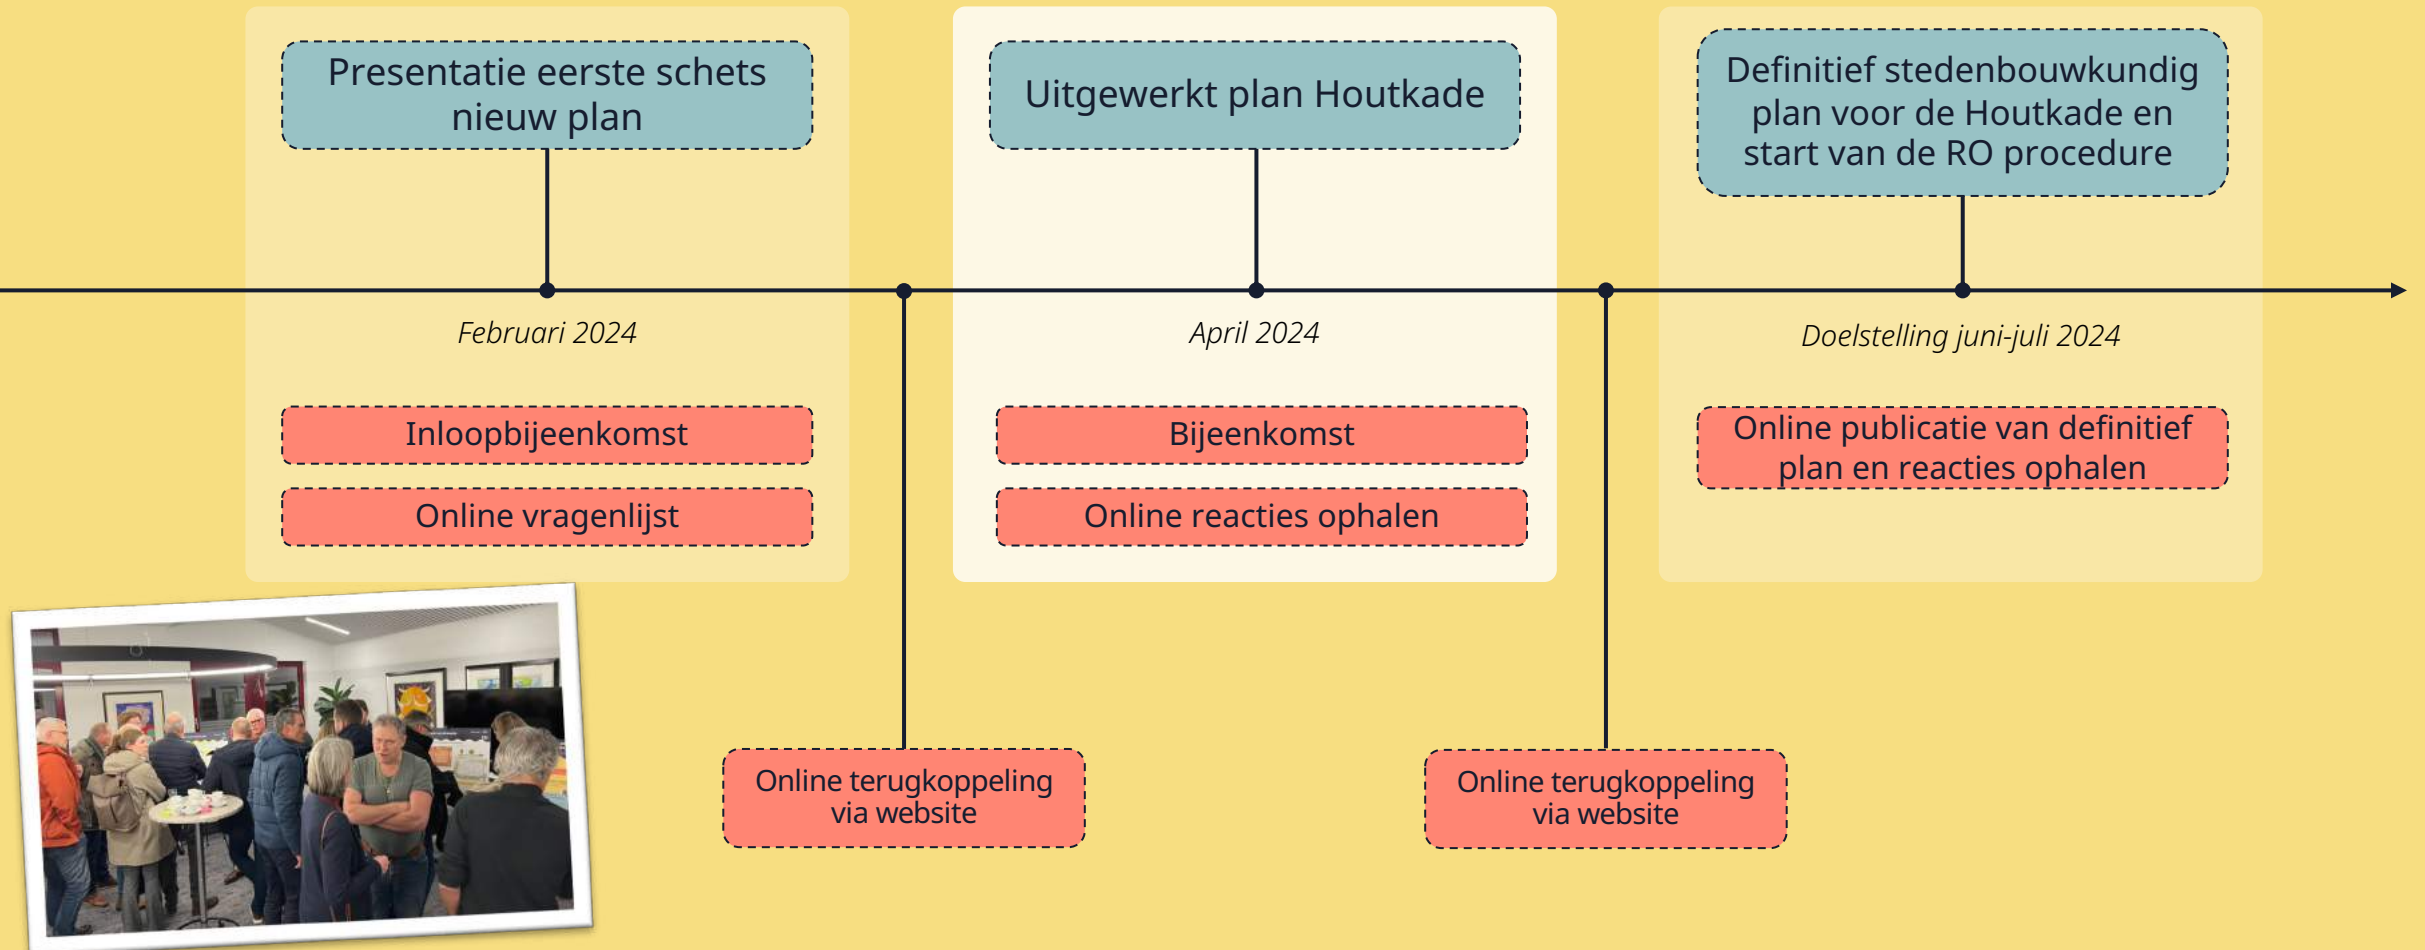 Presentatie eerste schets
nieuw plan
Uitgewerkt plan Houtkade
Definitief stedenbouwkundig
plan voor de Houtkade en
start van de RO procedure
Februari 2024
April 2024
Doelstelling juni-juli 2024
Inloopbijeenkomst
Online vragenlijst
Bijeenkomst
Online reacties ophalen
Online publicatie van definitief
plan en reacties ophalen
Online terugkoppeling
via website
Online terugkoppeling
via website